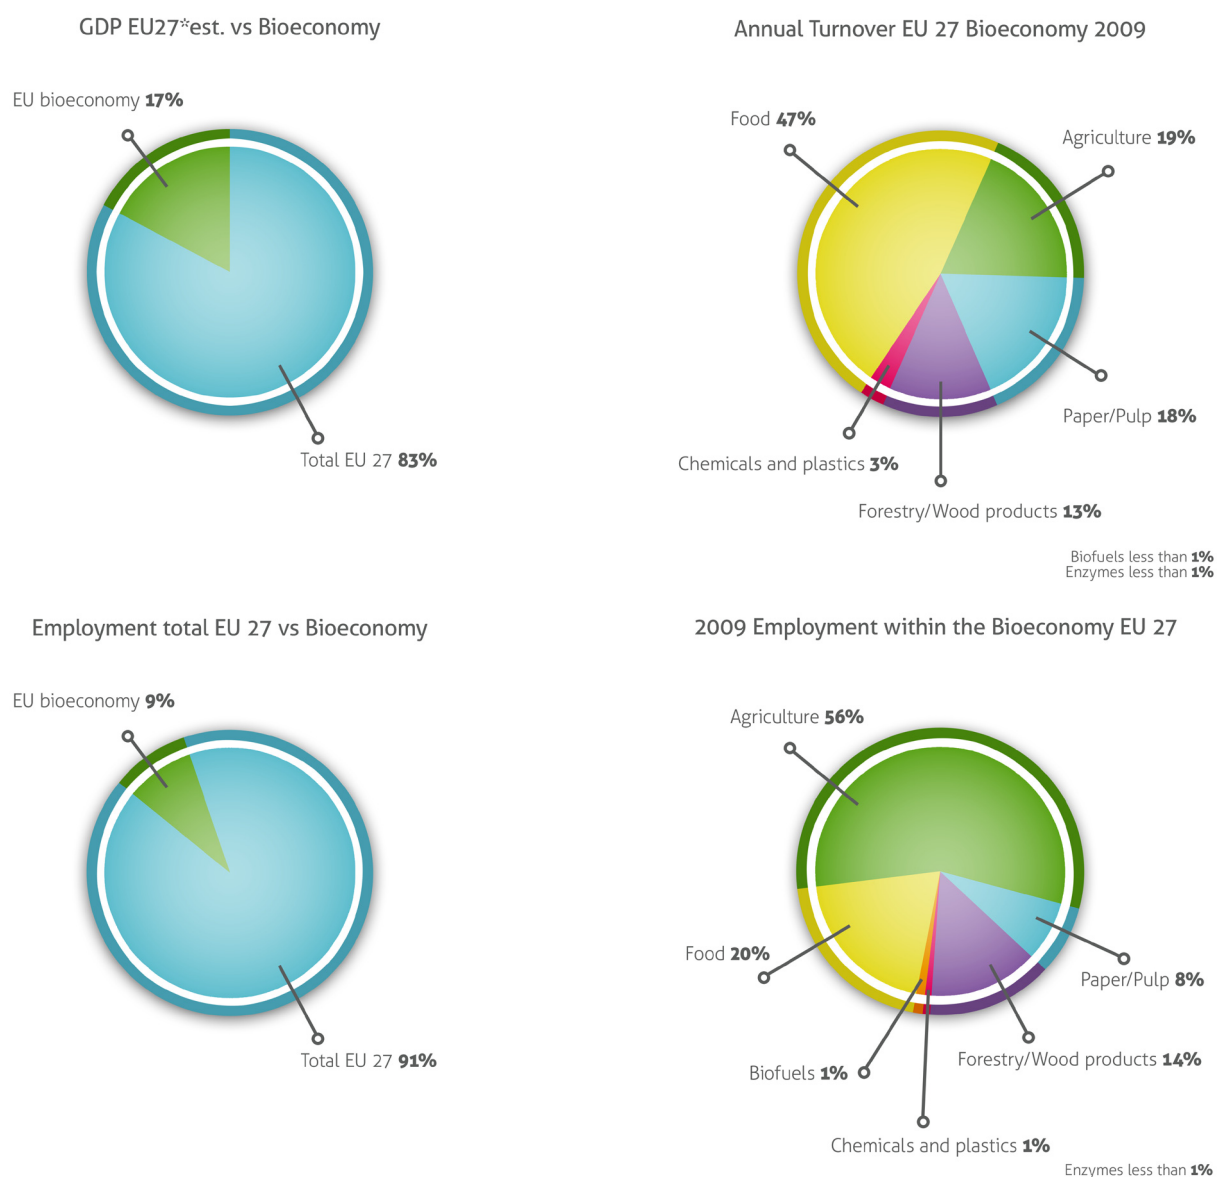 GDP EU27*est. vs Bioeconomy
EU bioeconomy 17%
Total EU 27 83%
Annual Turnover EU 27 Bioeconomy 2009
Food 47%
Agriculture 19%
Paper/Pulp 18%
Chemicals and plastics 3%
Forestry/Wood products 13%
Biofuels less than 1%
Enzymes less than 1%
Employment total EU 27 vs Bioeconomy
EU bioeconomy 9%
Total EU 27 91%
2009 Employment within the Bioeconomy EU 27
Agriculture 56%
Food 20%
Paper/Pulp 8%
Forestry/Wood products 14%
Biofuels 1%
Chemicals and plastics 1%
Enzymes less than 1%